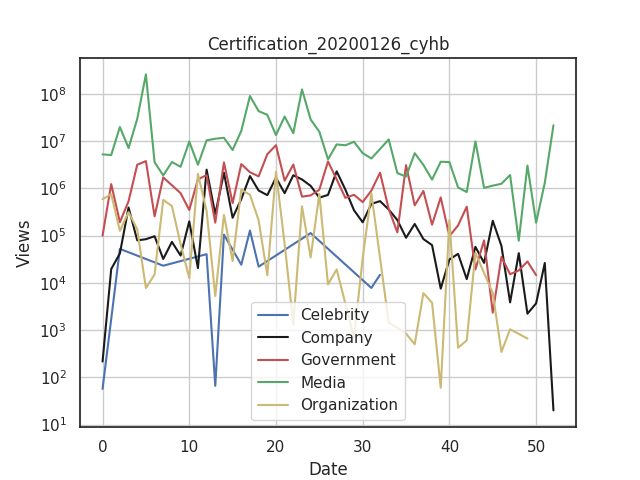 Certification_20200126_cyhb
Views
10^8
10^7
10^6
10^5
10^4
10^3
10^2
10^1
Celebrity
Company
Government
Media
Organization
0 10 20 30 40 50
Date